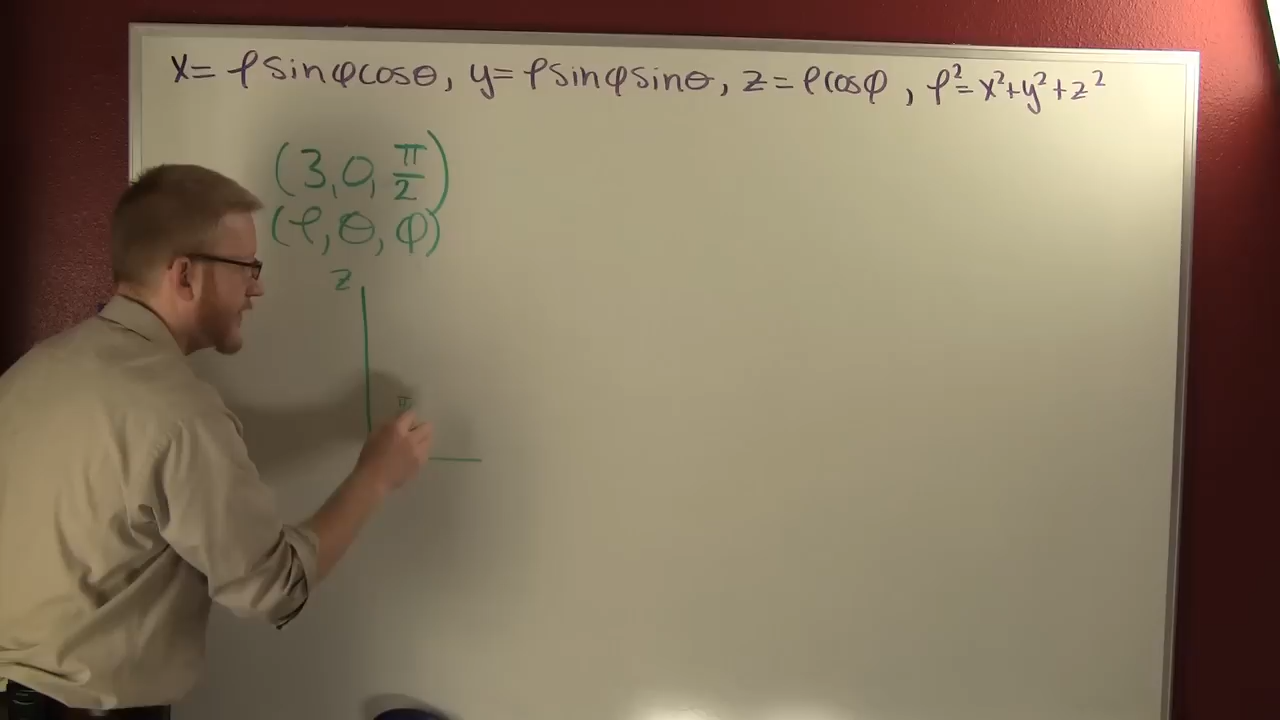 x = ρ sin φ cos θ, y = ρ sin φ sin θ, z = ρ cos φ, ρ² = x² + y² + z²
(3, 0, π/2)
(ρ, θ, φ)
z
π